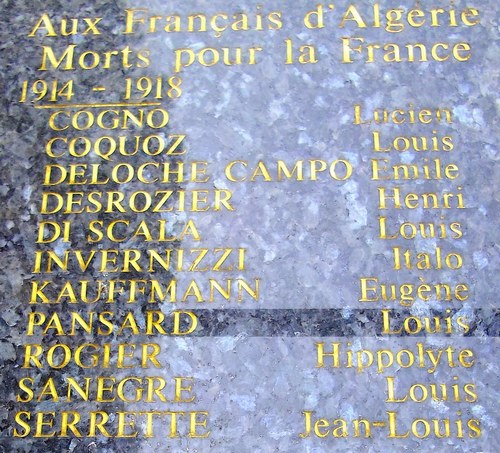 Aux Français d'Algérie
Morts pour la France
1914 - 1918
COGNO Lucien
COQUOZ Louis
DELOCHE CAMPO Emile
DESROZIER Henri
DI SCALA Louis
INVERNIZZI Italo
KAUFFMANN Eugène
PANSARD Louis
ROGIER Hippolyte
SANEGRE Louis
SERRETTE Jean-Louis